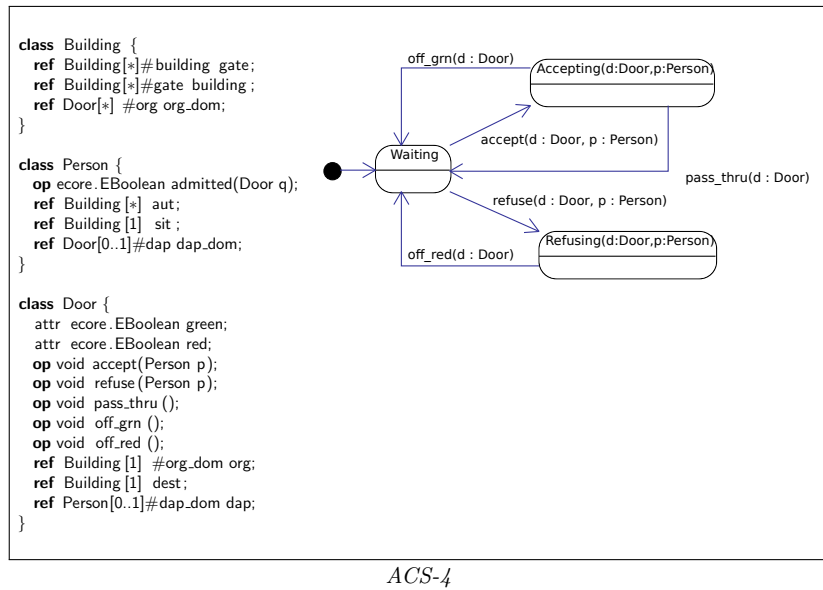 class Building {
ref Building[*]#building gate;
ref Building[*]#gate building ;
ref Door[*] #org org_dom;
}
class Person {
op ecore.EBoolean admitted(Door q);
ref Building [*] aut;
ref Building [1] sit ;
ref Door[0..1]#dap dap_dom;
}
class Door {
attr ecore.EBoolean green;
attr ecore.EBoolean red;
op void accept(Person p);
op void refuse(Person p);
op void pass_thru ();
op void off_grn ();
op void off_red ();
ref Building [1] #org_dom org;
ref Building [1] dest;
ref Person[0..1]#dap_dom dap;
}
off_grn(d : Door)
Accepting(d:Door,p:Person)
accept(d : Door, p : Person)
Waiting
pass_thru(d : Door)
refuse(d : Door, p : Person)
Refusing(d:Door,p:Person)
off_red(d : Door)
ACS-4